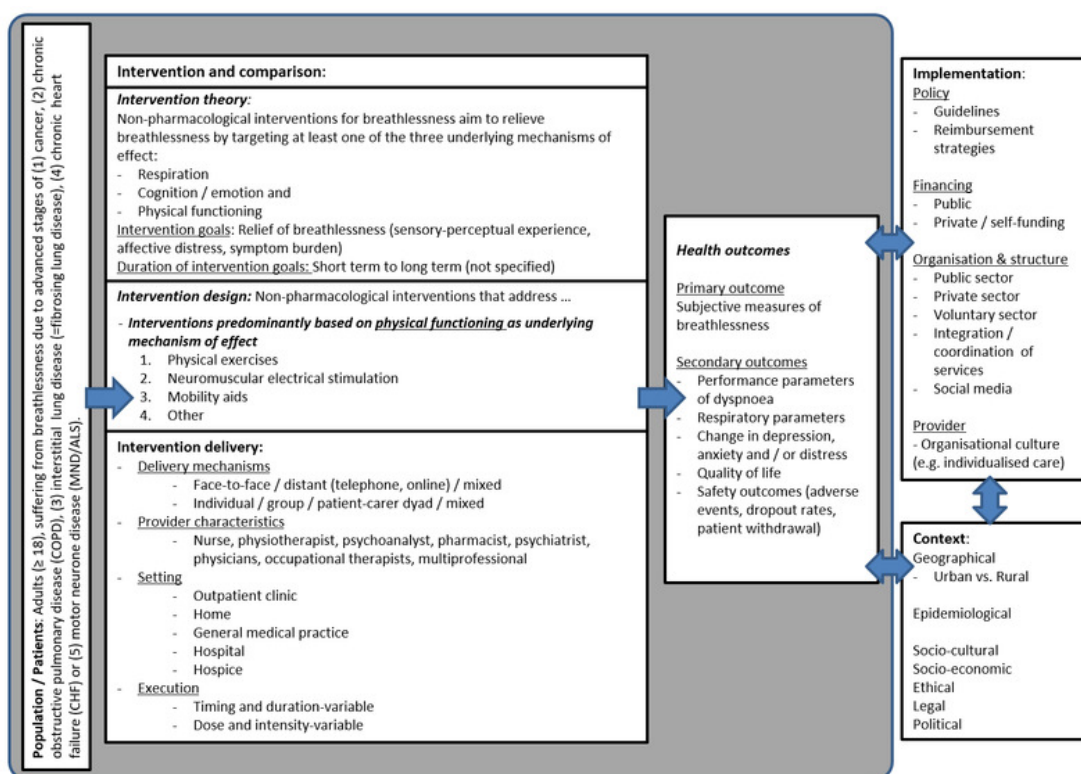 Population / Patients: Adults (≥ 18), suffering from breathlessness due to advanced stages of (1) cancer, (2) chronic
obstructive pulmonary disease (COPD), (3) interstitial lung disease (=fibrosing lung disease), (4) chronic heart
failure (CHF) or (5) motor neurone disease (MND/ALS).
Intervention and comparison:
Intervention theory:
Non-pharmacological interventions for breathlessness aim to relieve
breathlessness by targeting at least one of the three underlying mechanisms of
effect:
- Respiration
- Cognition / emotion and
- Physical functioning
Intervention goals: Relief of breathlessness (sensory-perceptual experience,
affective distress, symptom burden)
Duration of intervention goals: Short term to long term (not specified)
Intervention design: Non-pharmacological interventions that address ...
- Interventions predominantly based on physical functioning as underlying
mechanism of effect
1. Physical exercises
2. Neuromuscular electrical stimulation
3. Mobility aids
4. Other
Intervention delivery:
- Delivery mechanisms
- Face-to-face / distant (telephone, online) / mixed
- Individual / group / patient-carer dyad / mixed
- Provider characteristics
- Nurse, physiotherapist, psychoanalyst, pharmacist, psychiatrist,
physicians, occupational therapists, multiprofessional
- Setting
- Outpatient clinic
- Home
- General medical practice
- Hospital
- Hospice
- Execution
- Timing and duration-variable
- Dose and intensity-variable
Health outcomes
Primary outcome
Subjective measures of
breathlessness
Secondary outcomes
- Performance parameters
of dyspnoea
- Respiratory parameters
- Change in depression,
anxiety and / or distress
- Quality of life
- Safety outcomes (adverse
events, dropout rates,
patient withdrawal)
Implementation:
Policy
- Guidelines
- Reimbursement
strategies
Financing
- Public
- Private / self-funding
Organisation & structure
- Public sector
- Private sector
- Voluntary sector
- Integration /
coordination of
services
- Social media
Provider
- Organisational culture
(e.g. individualised care)
Context:
Geographical
- Urban vs. Rural
Epidemiological
Socio-cultural
Socio-economic
Ethical
Legal
Political